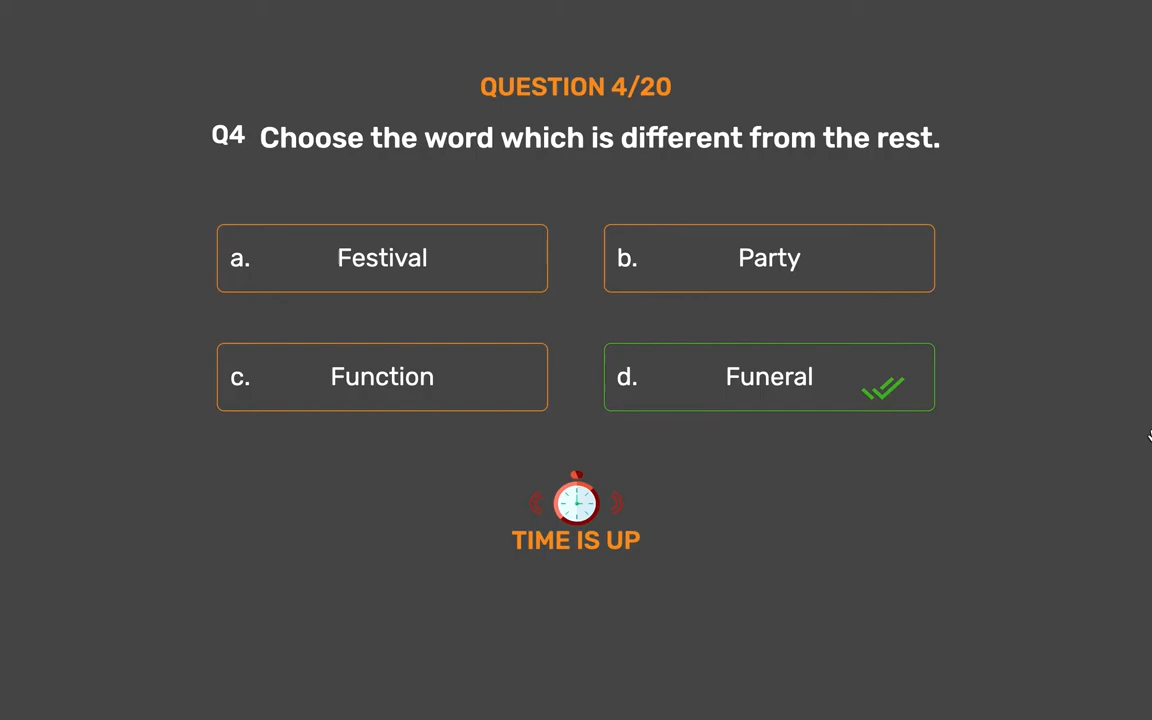 QUESTION 4/20
Q4 Choose the word which is different from the rest.
a. Festival
b. Party
c. Function
d. Funeral
TIME IS UP